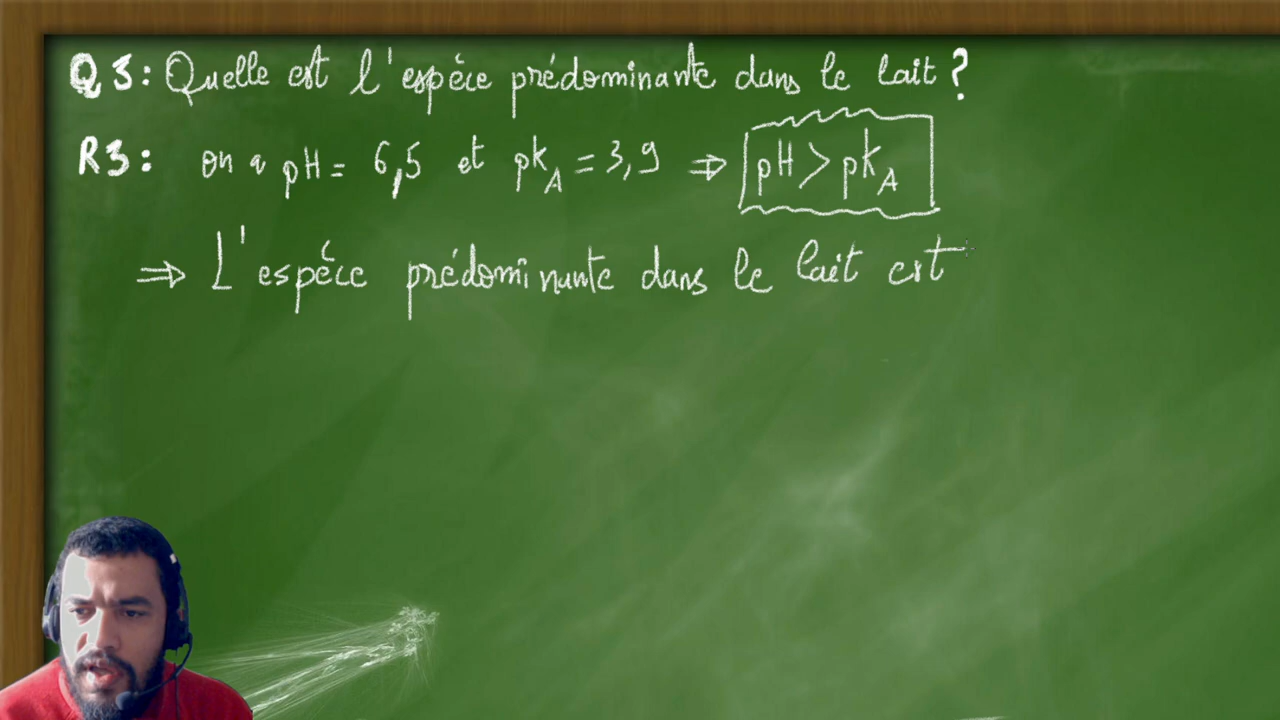 Q3: Quelle est l'espèce prédominante dans le lait ?
R3: on a pH = 6,5 et pkA = 3,9 ⇒ pH > pkA
⇒ L'espèce prédominante dans le lait est